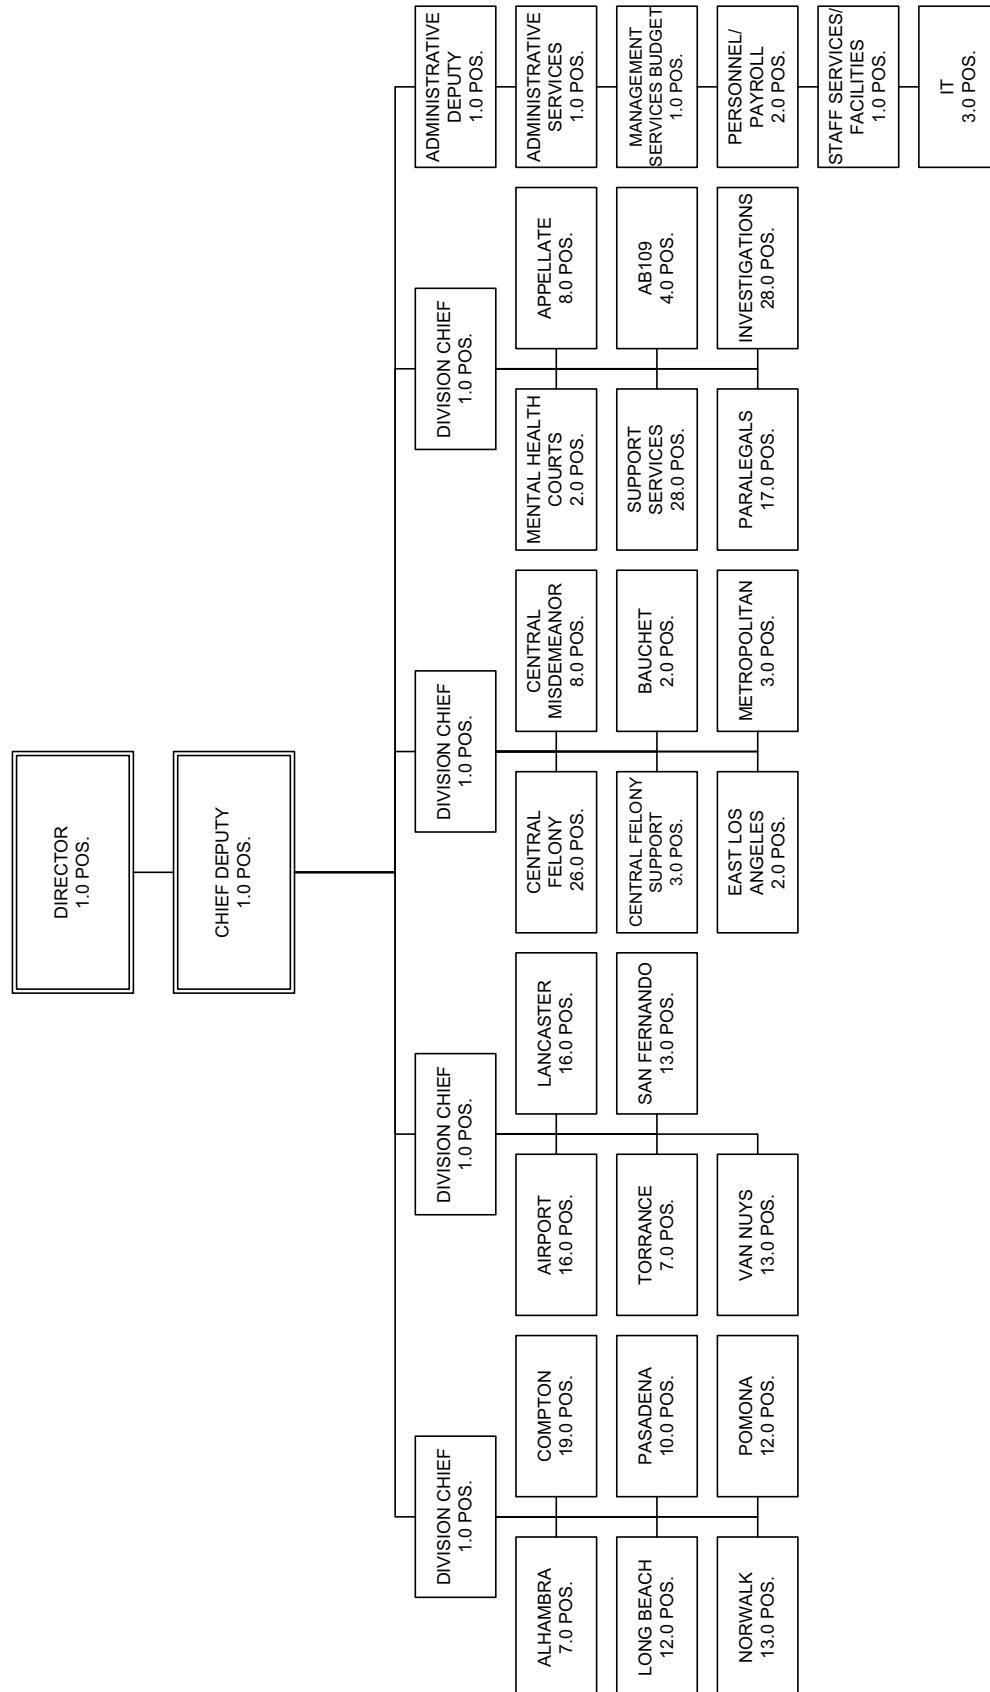 DIRECTOR
1.0 POS.
CHIEF DEPUTY
1.0 POS.
DIVISION CHIEF
1.0 POS.
ALHAMBRA
7.0 POS.
COMPTON
19.0 POS.
LONG BEACH
12.0 POS.
PASADENA
10.0 POS.
NORWALK
13.0 POS.
POMONA
12.0 POS.
DIVISION CHIEF
1.0 POS.
AIRPORT
16.0 POS.
LANCASTER
16.0 POS.
TORRANCE
7.0 POS.
SAN FERNANDO
13.0 POS.
VAN NUYS
13.0 POS.
DIVISION CHIEF
1.0 POS.
CENTRAL
FELONY
26.0 POS.
CENTRAL
MISDEMEANOR
8.0 POS.
CENTRAL FELONY
SUPPORT
3.0 POS.
BAUCHET
2.0 POS.
EAST LOS
ANGELES
2.0 POS.
METROPOLITAN
3.0 POS.
DIVISION CHIEF
1.0 POS.
MENTAL HEALTH
COURTS
2.0 POS.
APPELLATE
8.0 POS.
SUPPORT
SERVICES
28.0 POS.
AB109
4.0 POS.
PARALEGALS
17.0 POS.
INVESTIGATIONS
28.0 POS.
ADMINISTRATIVE
DEPUTY
1.0 POS.
ADMINISTRATIVE
SERVICES
1.0 POS.
MANAGEMENT
SERVICES BUDGET
1.0 POS.
PERSONNEL/
PAYROLL
2.0 POS.
STAFF SERVICES/
FACILITIES
1.0 POS.
IT
3.0 POS.